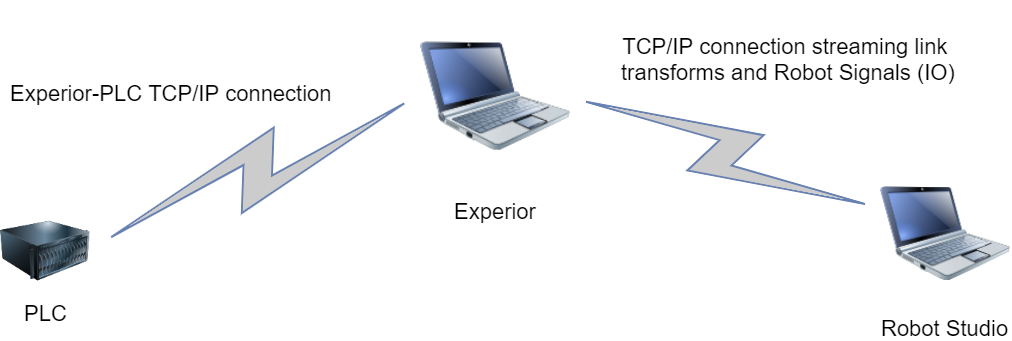 TCP/IP connection streaming link
transforms and Robot Signals (IO)
Experior-PLC TCP/IP connection
Experior
PLC
Robot Studio